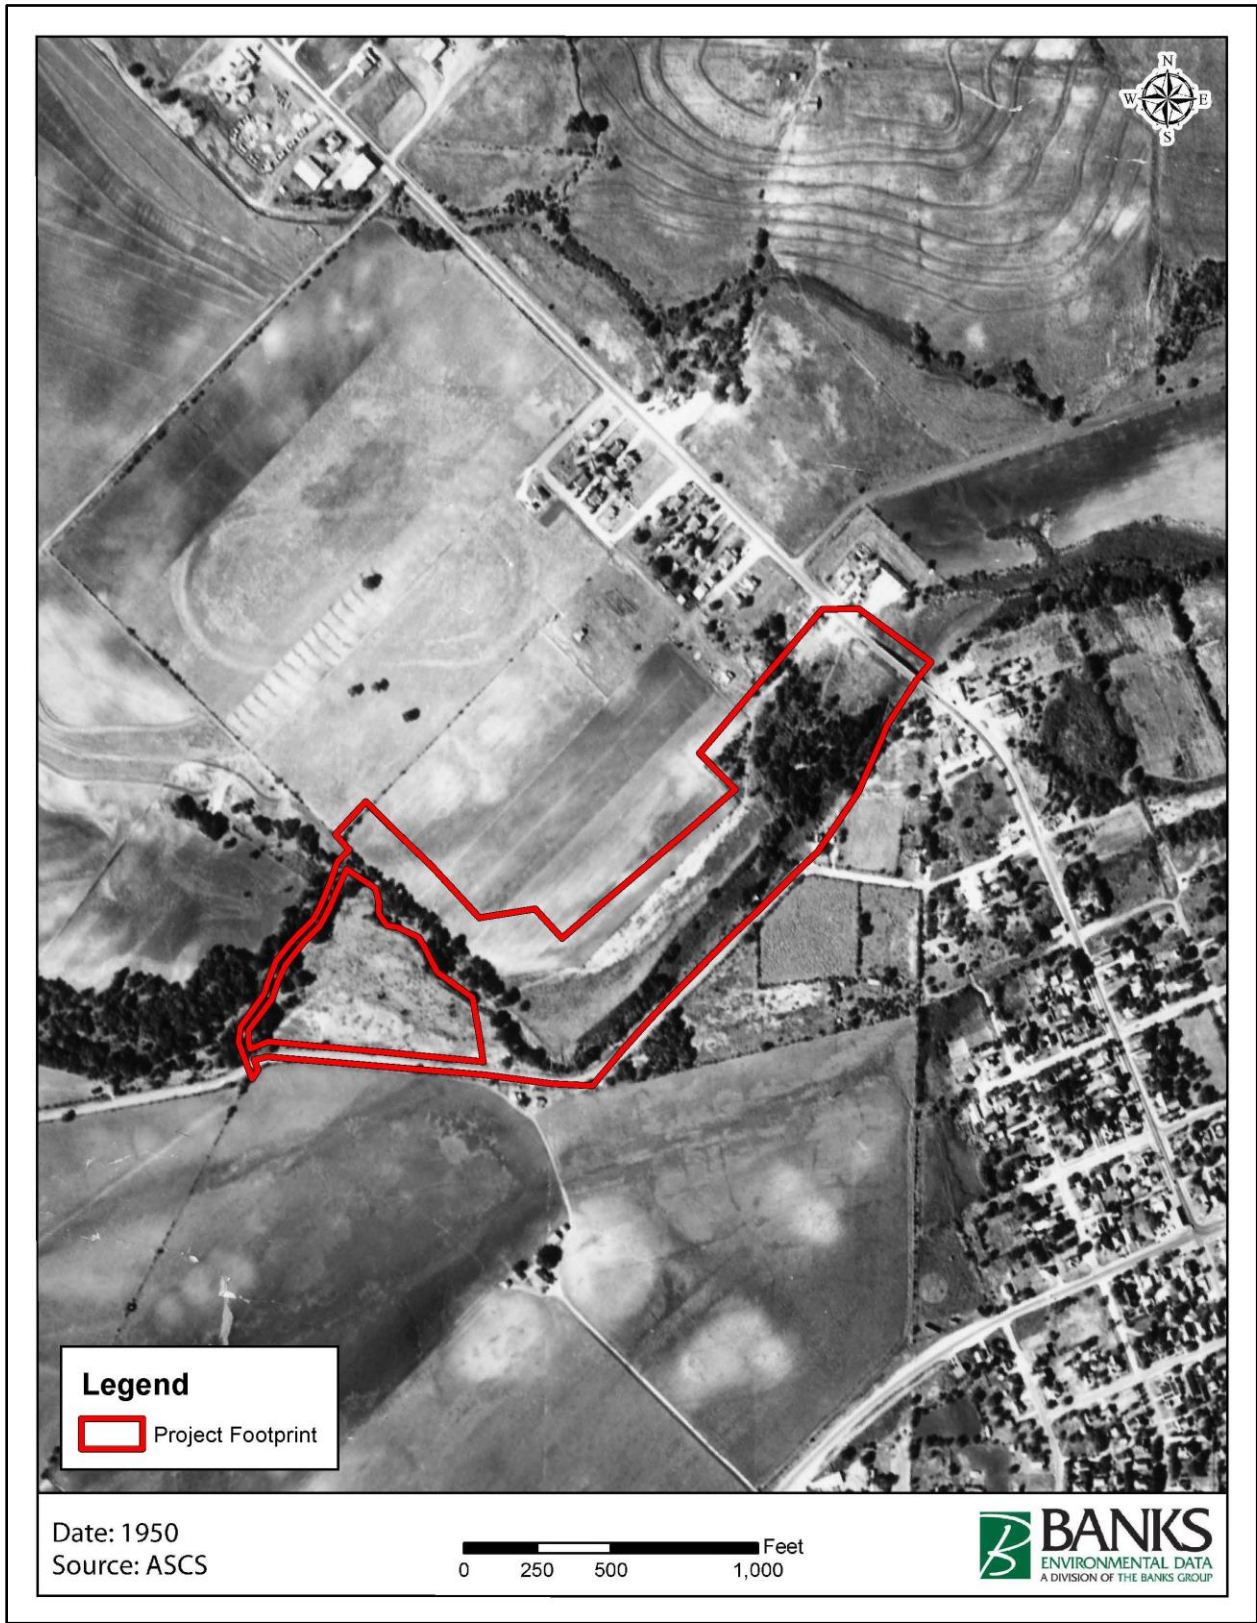 N
W E
S
Legend
Project Footprint
Date: 1950
Source: ASCS
Feet
0 250 500 1,000
B
BANKS
ENVIRONMENTAL DATA
A DIVISION OF THE BANKS GROUP